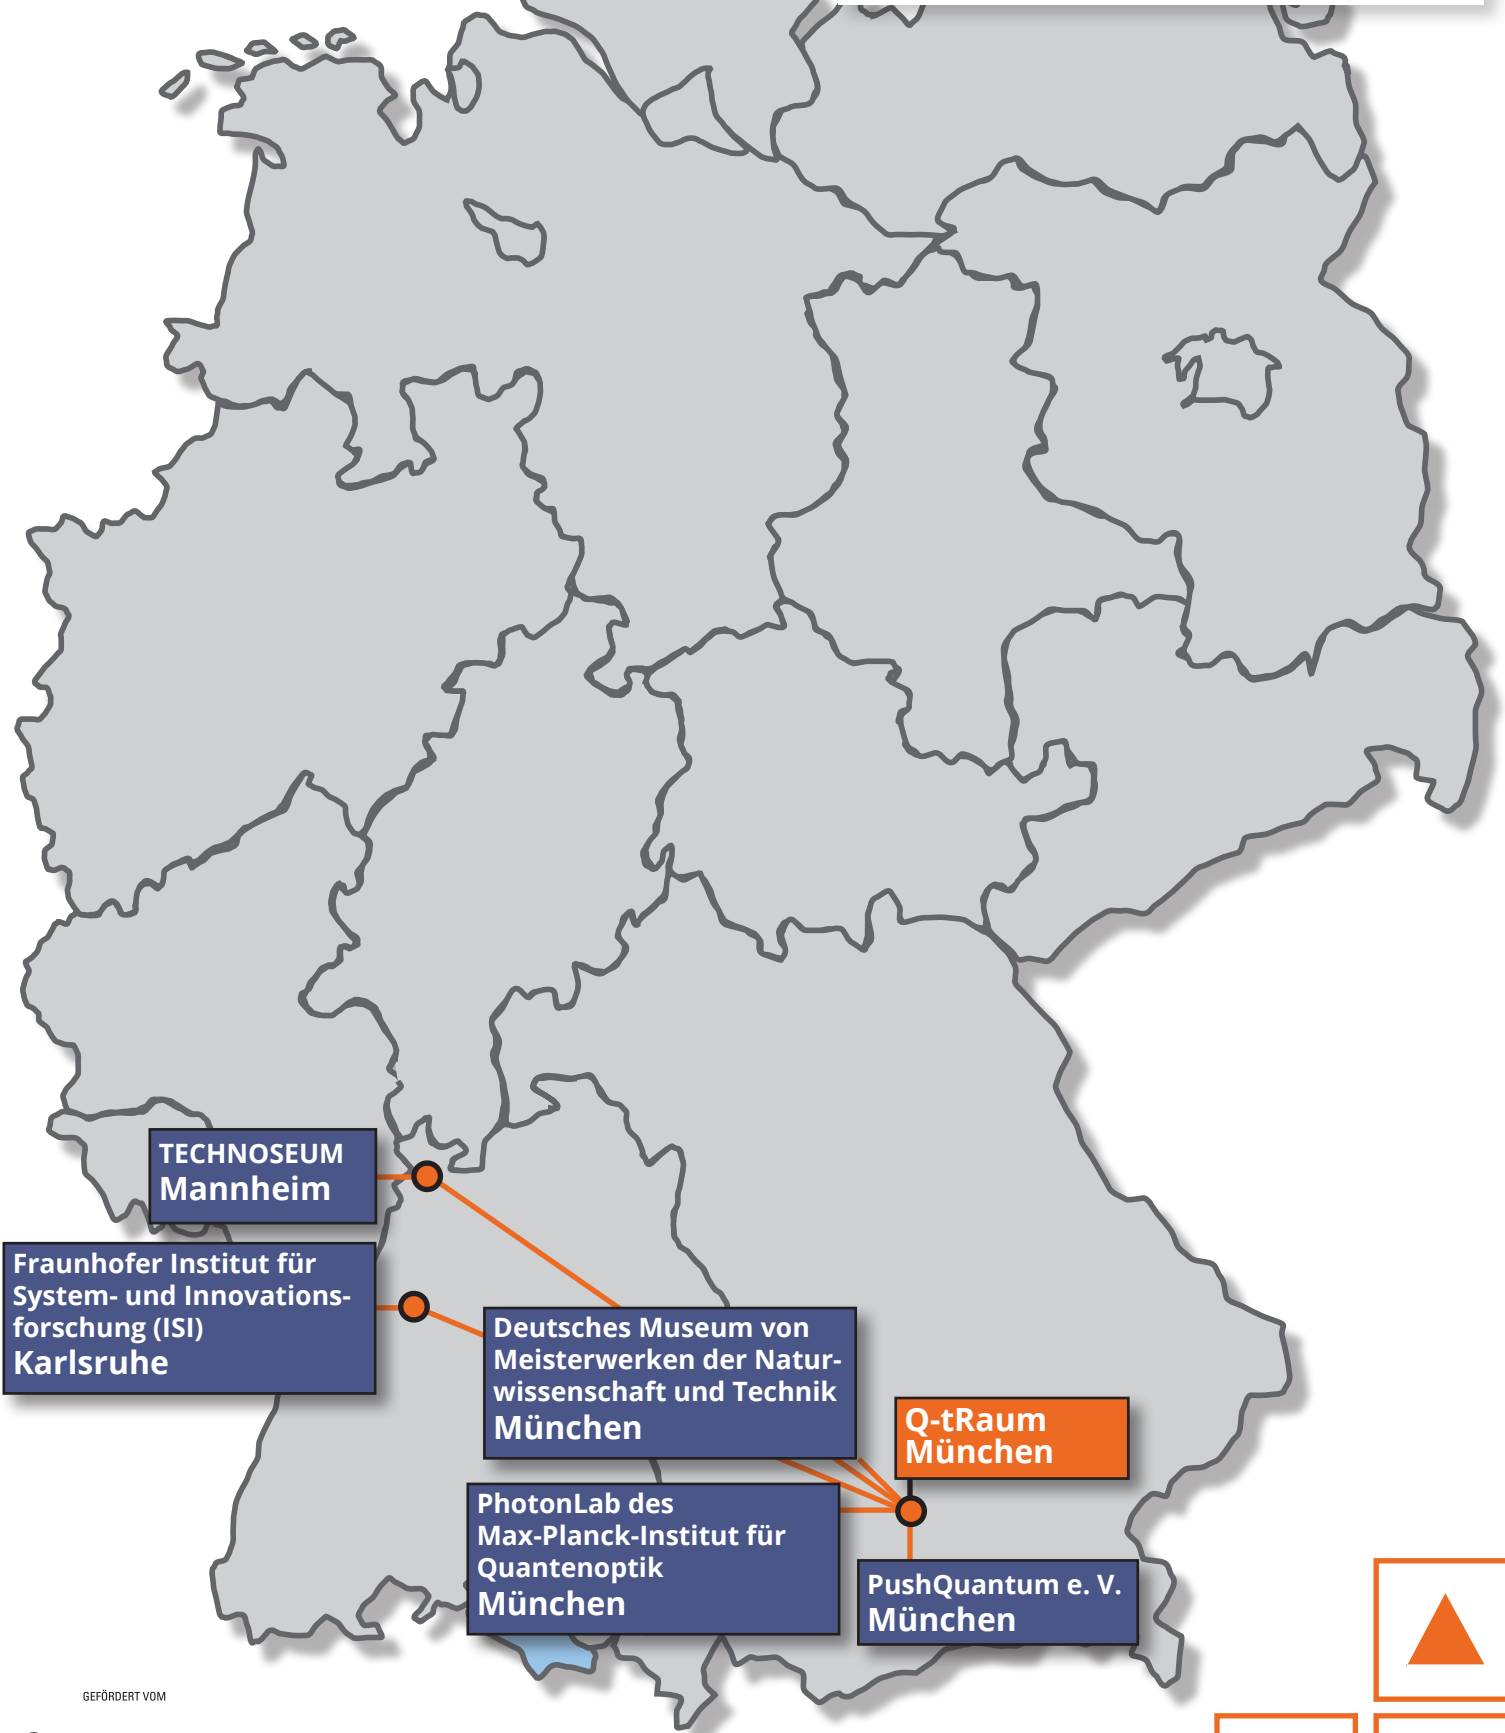 TECHNOSEUM
Mannheim
Fraunhofer Institut für
System- und Innovations-
forschung (ISI)
Karlsruhe
Deutsches Museum von
Meisterwerken der Natur-
wissenschaft und Technik
München
Q-tRaum
München
PhotonLab des
Max-Planck-Institut für
Quantenoptik
München
PushQuantum e. V.
München
GEFÖRDERT VOM